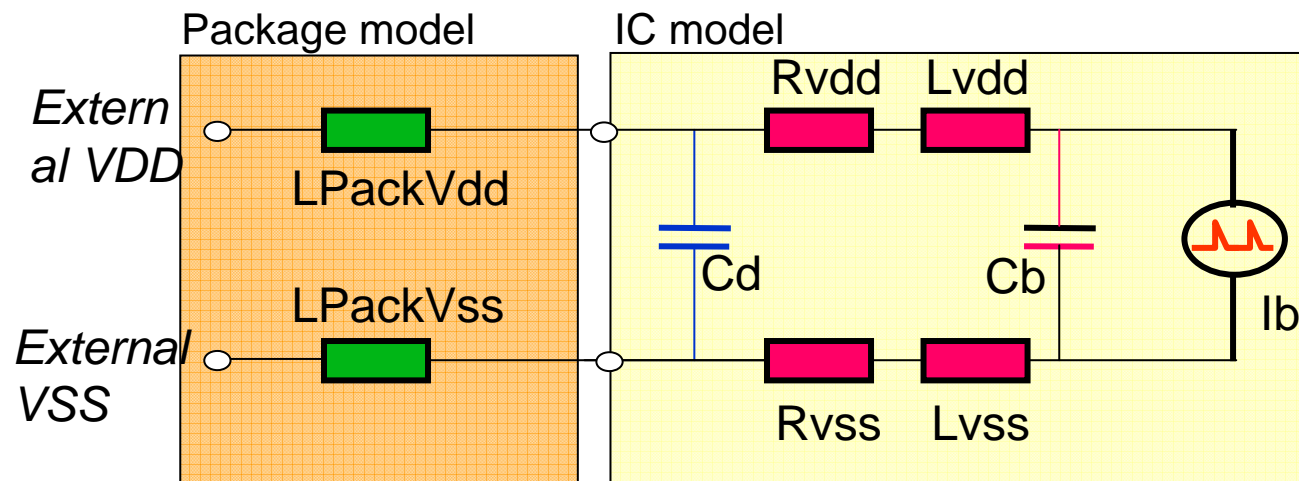 Package model
IC model
Extern
al VDD
LPackVdd
Rvdd
Lvdd
Cd
Cb
Ib
LPackVss
External
VSS
Rvss
Lvss